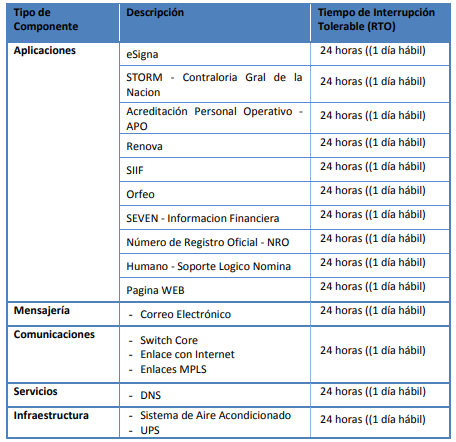 Tipo de Componente	Descripción	Tiempo de Interrupción Tolerable (RTO)
Aplicaciones	eSigna	24 horas ((1 día hábil)
STORM - Contraloria Gral de la Nacion	24 horas ((1 día hábil)
Acreditación Personal Operativo - APO	24 horas ((1 día hábil)
Renova	24 horas ((1 día hábil)
SIIF	24 horas ((1 día hábil)
Orfeo	24 horas ((1 día hábil)
SEVEN - Informacion Financiera	24 horas ((1 día hábil)
Número de Registro Oficial - NRO	24 horas ((1 día hábil)
Humano - Soporte Logico Nomina	24 horas ((1 día hábil)
Pagina WEB	24 horas ((1 día hábil)
Mensajería	- Correo Electrónico	24 horas ((1 día hábil)
Comunicaciones	- Switch Core
- Enlace con Internet
- Enlaces MPLS	24 horas ((1 día hábil)
Servicios	- DNS	24 horas ((1 día hábil)
Infraestructura	- Sistema de Aire Acondicionado
- UPS	24 horas ((1 día hábil)